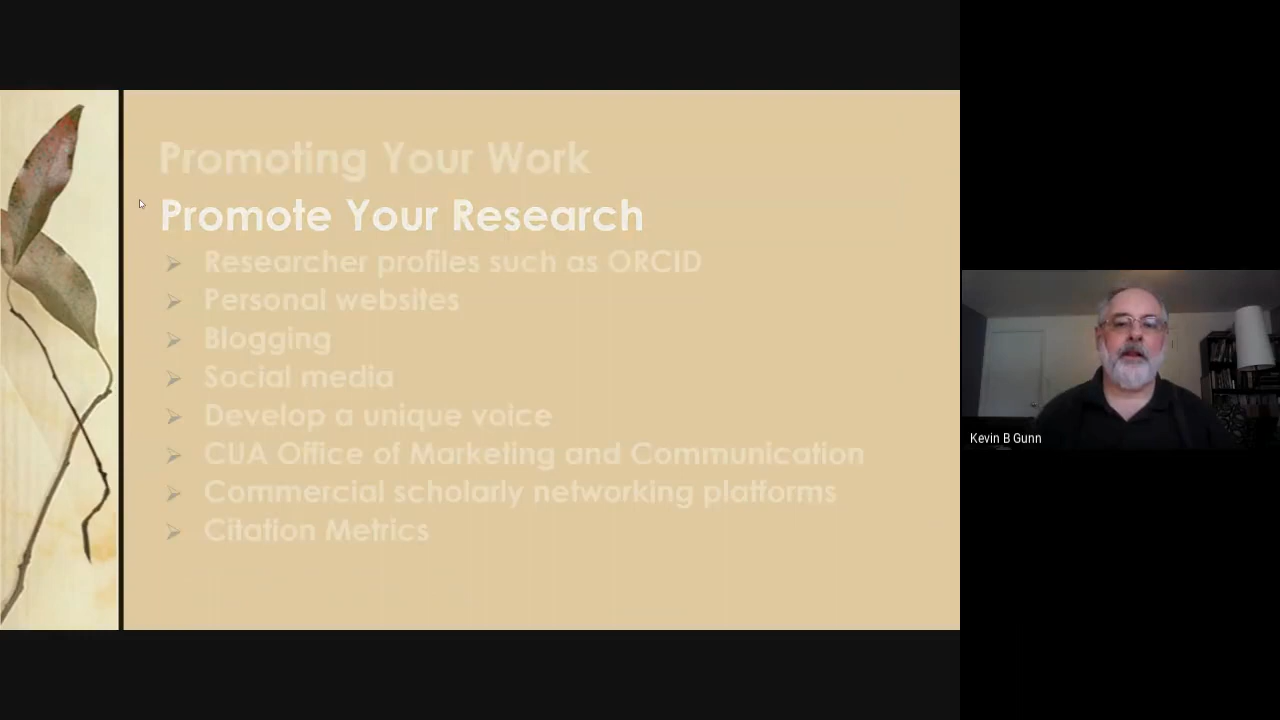 Promoting Your Work
Promote Your Research
Researcher profiles such as ORCID
Personal websites
Blogging
Social media
Develop a unique voice
CUA Office of Marketing and Communication
Commercial scholarly networking platforms
Citation Metrics
Kevin B Gunn